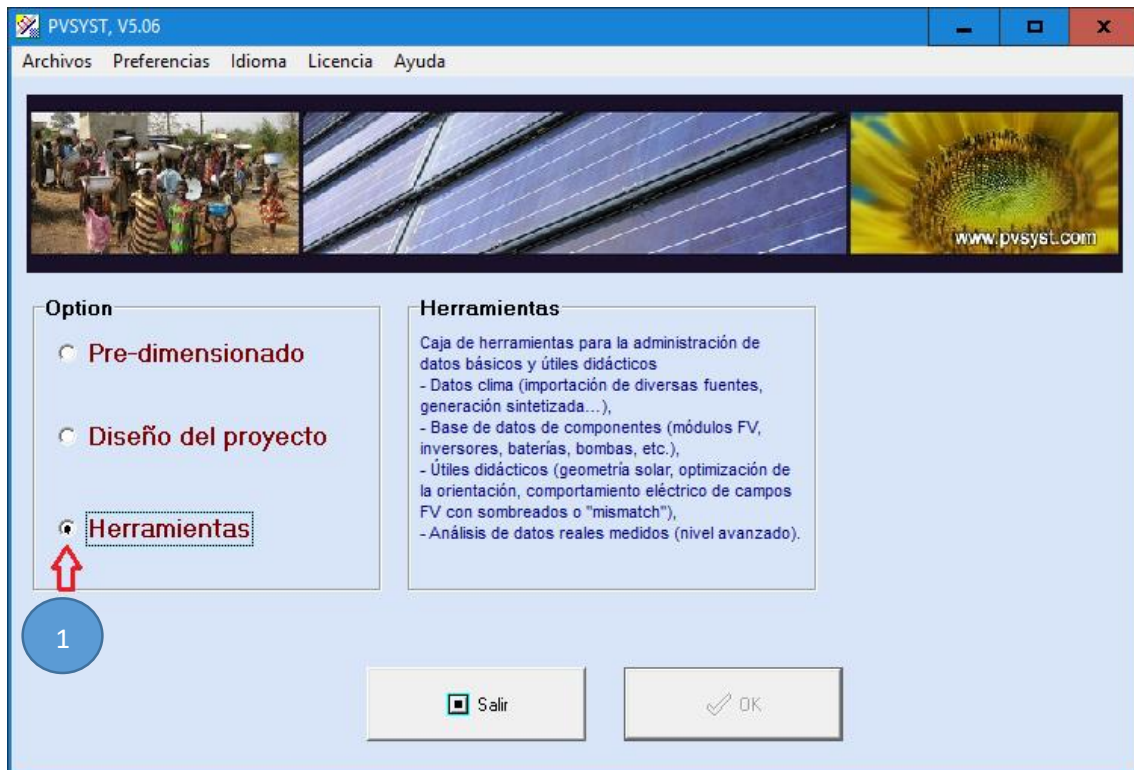 PVSYST, V5.06
Archivos Preferencias Idioma Licencia Ayuda
www.pvsyst.com
Option
Pre-dimensionado
Diseño del proyecto
Herramientas
1
Herramientas
Caja de herramientas para la administración de
datos básicos y útiles didácticos
- Datos clima (importación de diversas fuentes,
generación sintetizada...),
- Base de datos de componentes (módulos FV,
inversores, baterías, bombas, etc.),
- Útiles didácticos (geometría solar, optimización de
la orientación, comportamiento eléctrico de campos
FV con sombreados o "mismatch"),
- Análisis de datos reales medidos (nivel avanzado).
Salir
OK